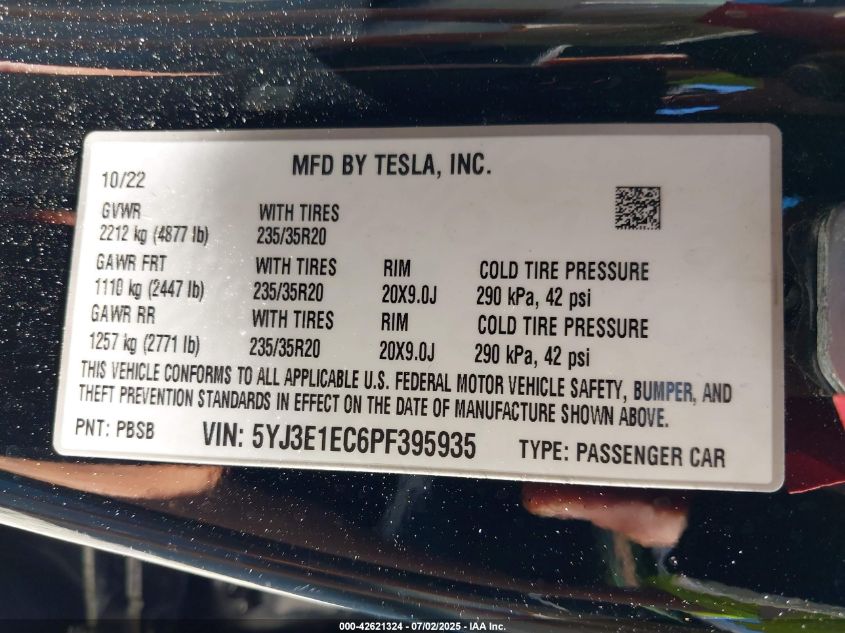 MFD BY TESLA, INC.
10/22
GVWR WITH TIRES
2212 kg (4877 lb) 235/35R20
GAWR FRT WITH TIRES RIM COLD TIRE PRESSURE
1110 kg (2447 lb) 235/35R20 20X9.0J 290 kPa, 42 psi
GAWR RR WITH TIRES RIM COLD TIRE PRESSURE
1257 kg (2771 lb) 235/35R20 20X9.0J 290 kPa, 42 psi
THIS VEHICLE CONFORMS TO ALL APPLICABLE U.S. FEDERAL MOTOR VEHICLE SAFETY, BUMPER, AND
THEFT PREVENTION STANDARDS IN EFFECT ON THE DATE OF MANUFACTURE SHOWN ABOVE.
PNT: PBSB VIN: 5YJ3E1EC6PF395935 TYPE: PASSENGER CAR
000-42621324 - 07/02/2025 - IAA Inc.